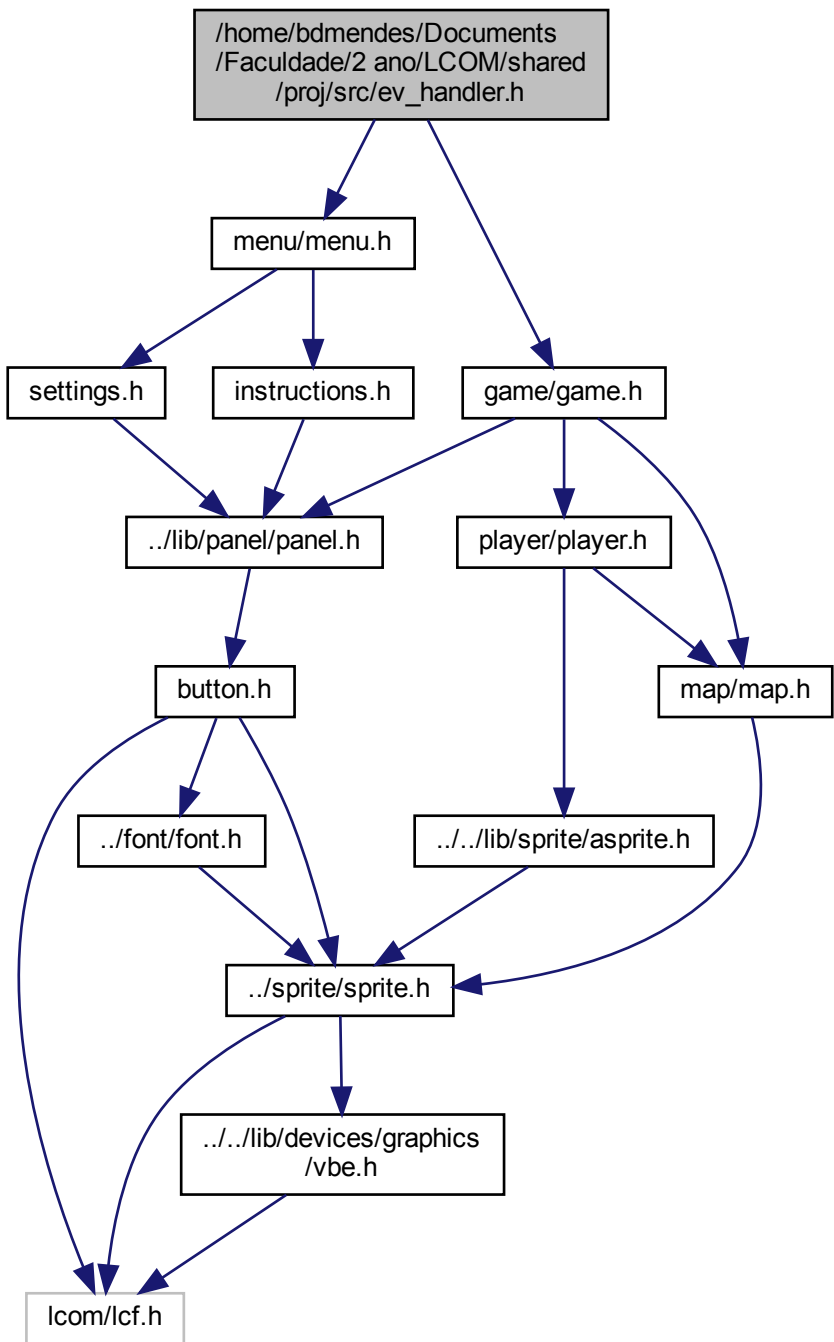 /home/bdmendes/Documents
/Faculdade/2 ano/LCOM/shared
/proj/src/ev_handler.h
menu/menu.h
settings.h
instructions.h
game/game.h
../lib/panel/panel.h
player/player.h
button.h
map/map.h
../font/font.h
../../lib/sprite/asprite.h
../sprite/sprite.h
../../lib/devices/graphics
/vbe.h
lcom/lcf.h